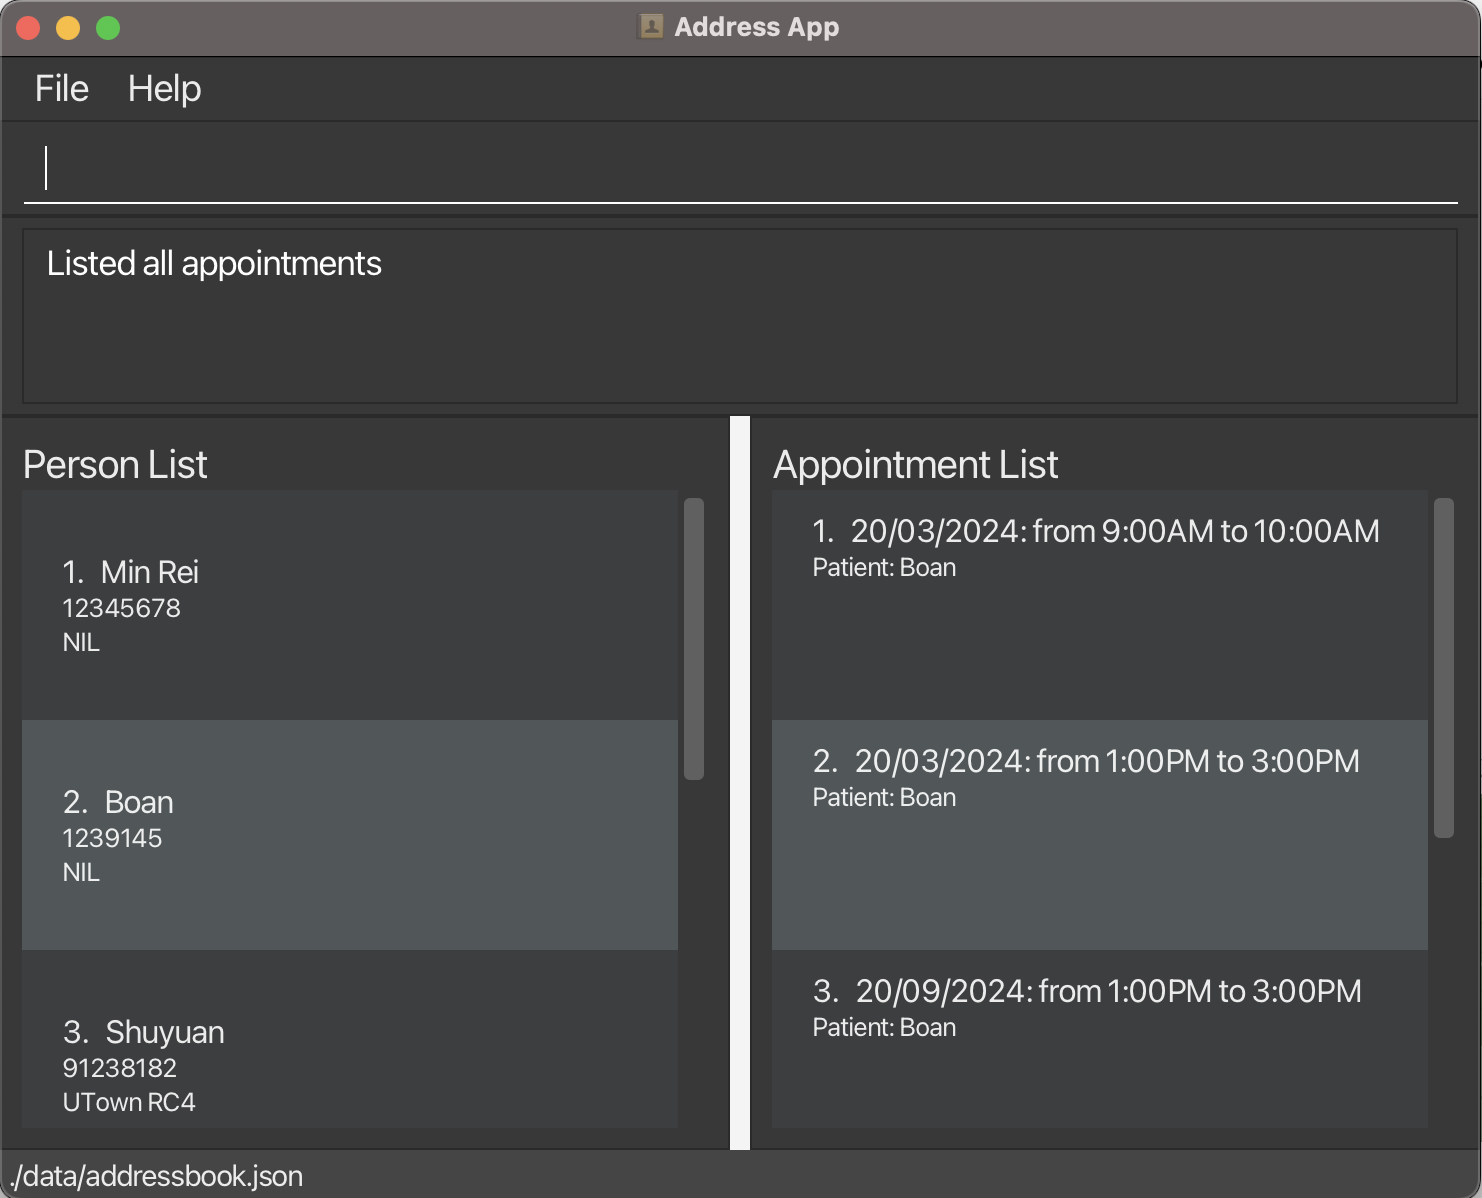 Address App
File Help
Listed all appointments
Person List
1. Min Rei
12345678
NIL
2. Boan
1239145
NIL
3. Shuyuan
91238182
UTown RC4
Appointment List
1. 20/03/2024: from 9:00AM to 10:00AM
Patient: Boan
2. 20/03/2024: from 1:00PM to 3:00PM
Patient: Boan
3. 20/09/2024: from 1:00PM to 3:00PM
Patient: Boan
./data/addressbook.json